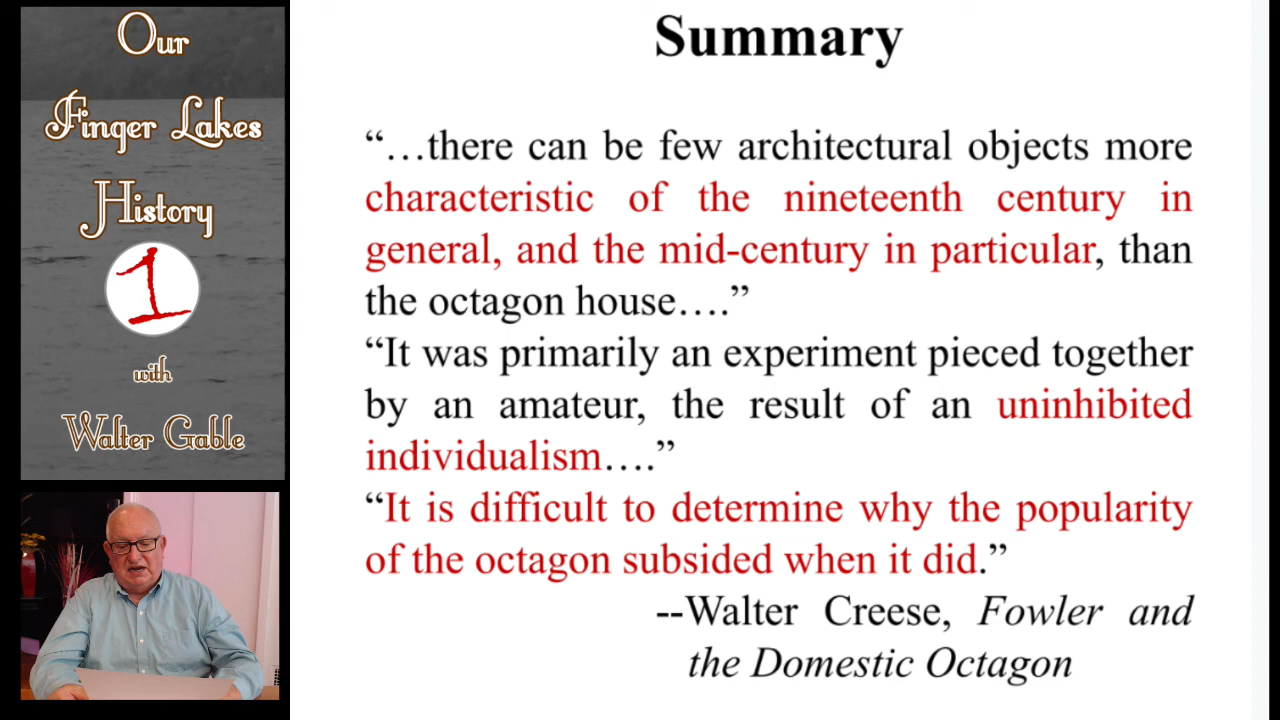 Our
Finger Lakes
History
1
with
Walter Gable
Summary
“…there can be few architectural objects more
characteristic of the nineteenth century in
general, and the mid-century in particular, than
the octagon house….”
“It was primarily an experiment pieced together
by an amateur, the result of an uninhibited
individualism….”
“It is difficult to determine why the popularity
of the octagon subsided when it did.”
--Walter Creese, Fowler and
the Domestic Octagon